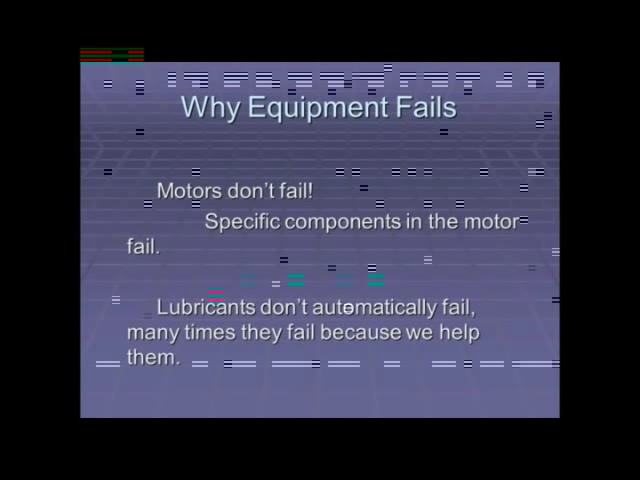 Why Equipment Fails
Motors don't fail!
Specific components in the motor
fail.
Lubricants don't automatically fail,
many times they fail because we help
them.